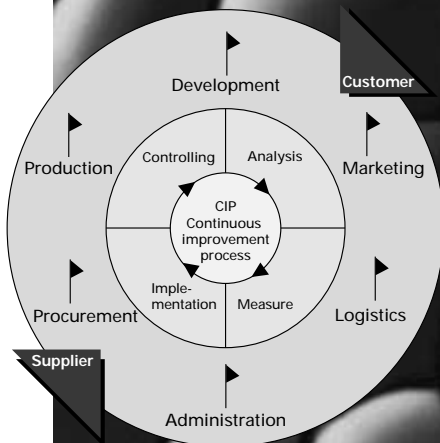 Customer
Development
Production
Marketing
Controlling
Analysis
CIP
Continuous
improvement
process
Imple-
mentation
Measure
Procurement
Logistics
Supplier
Administration